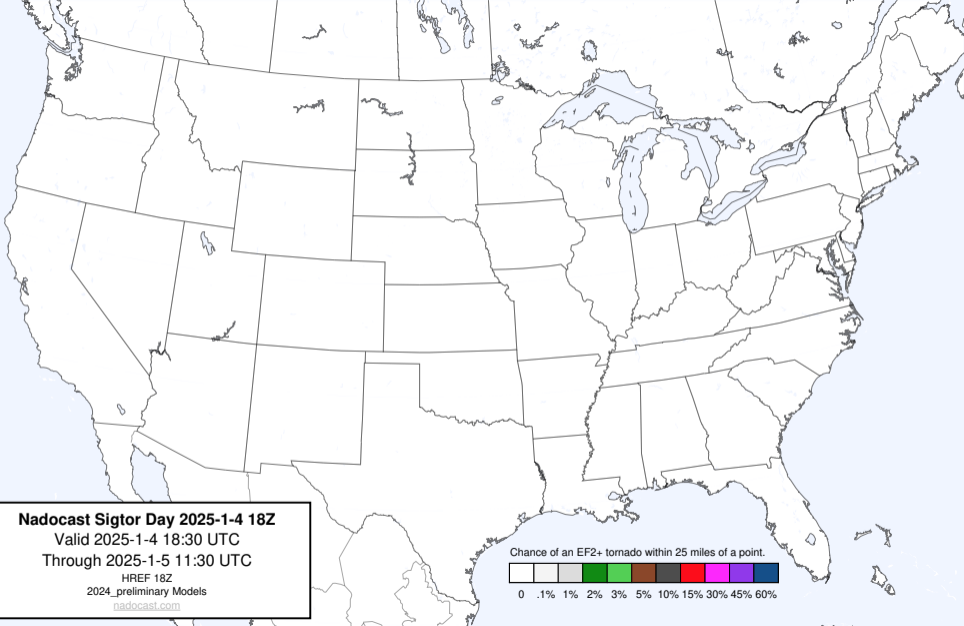 Nadocast Sigtor Day 2025-1-4 18Z
Valid 2025-1-4 18:30 UTC
Through 2025-1-5 11:30 UTC
HREF 18Z
2024_preliminary Models
nadocast.com
Chance of an EF2+ tornado within 25 miles of a point.
0 .1% 1% 2% 3% 5% 10% 15% 30% 45% 60%